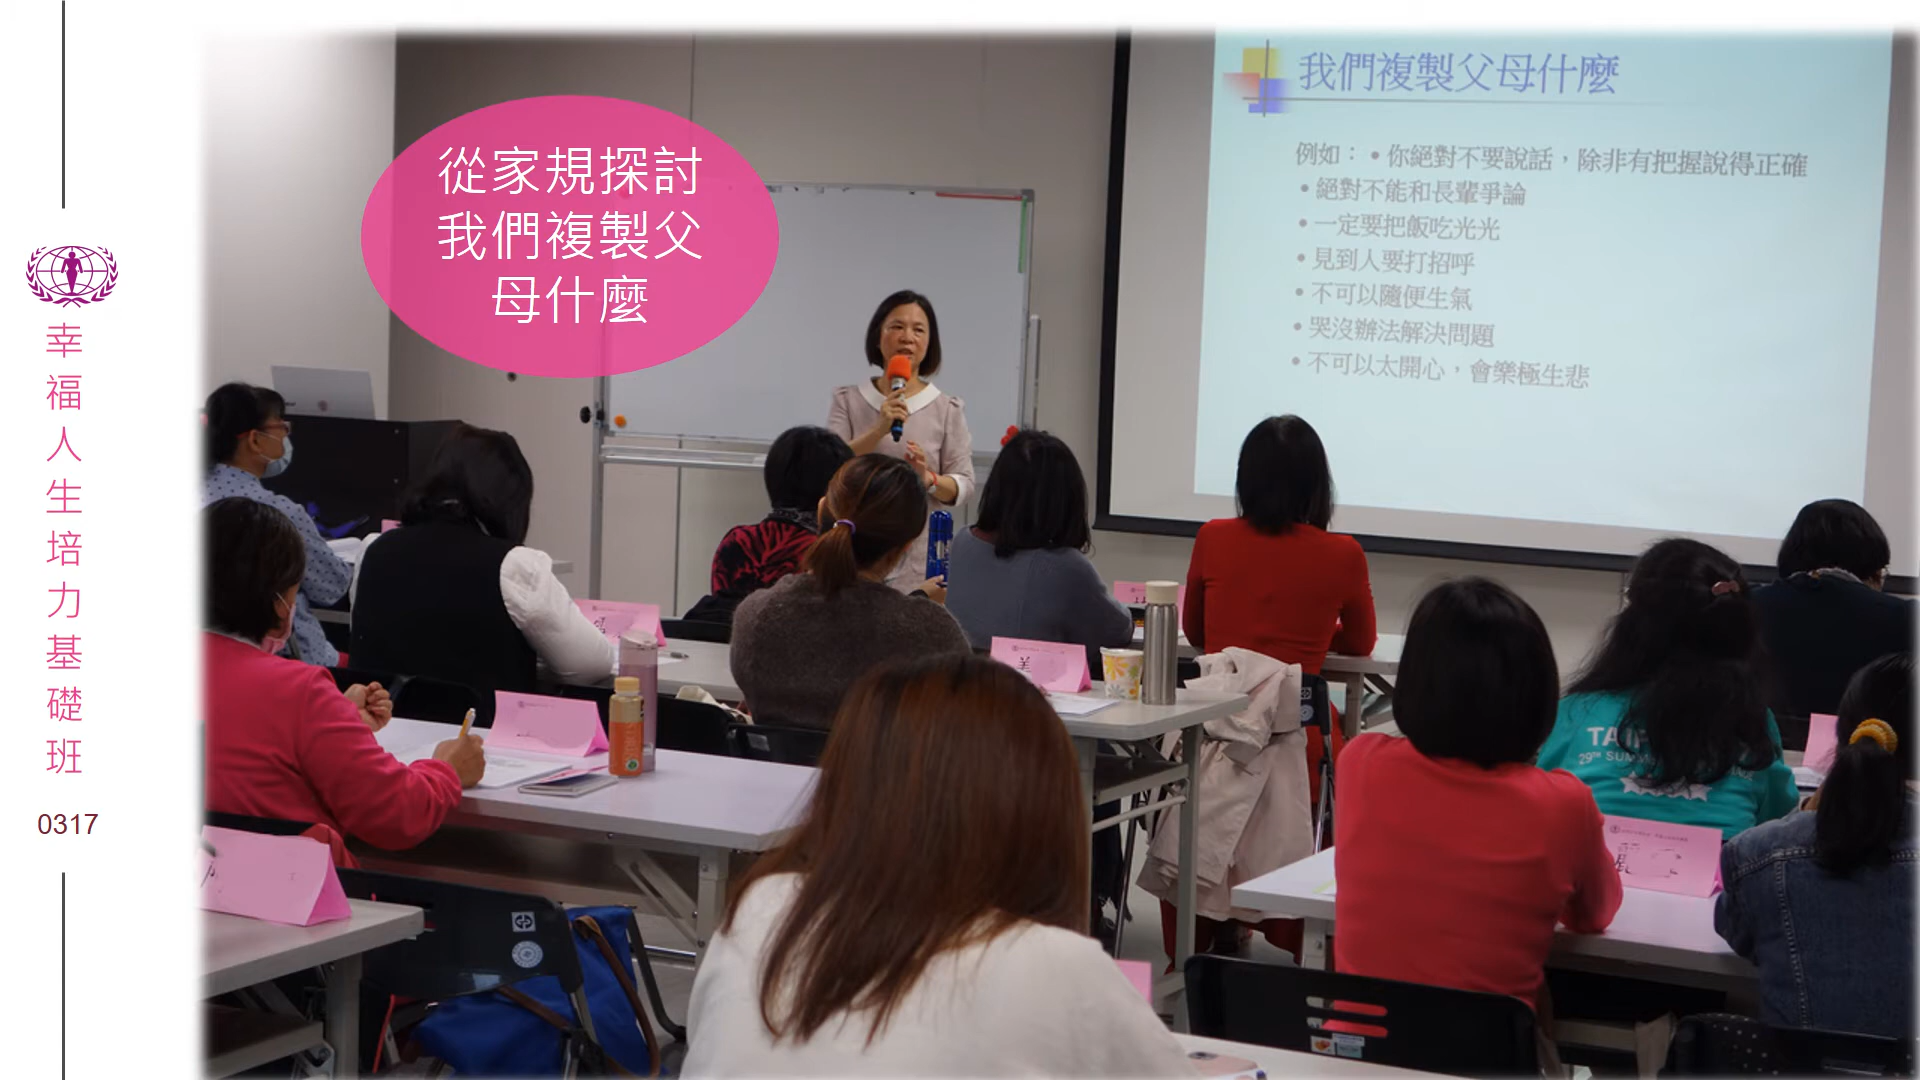 幸福人生培力基礎班
0317
從家規探討
我們複製父
母什麼
我們複製父母什麼
例如：•你絕對不要說話，除非有把握說得正確
•絕對不能和長輩爭論
•一定要把飯吃光光
•見到人要打招呼
•不可以隨便生氣
•哭沒辦法解決問題
•不可以太開心，會樂極生悲
美
29TH